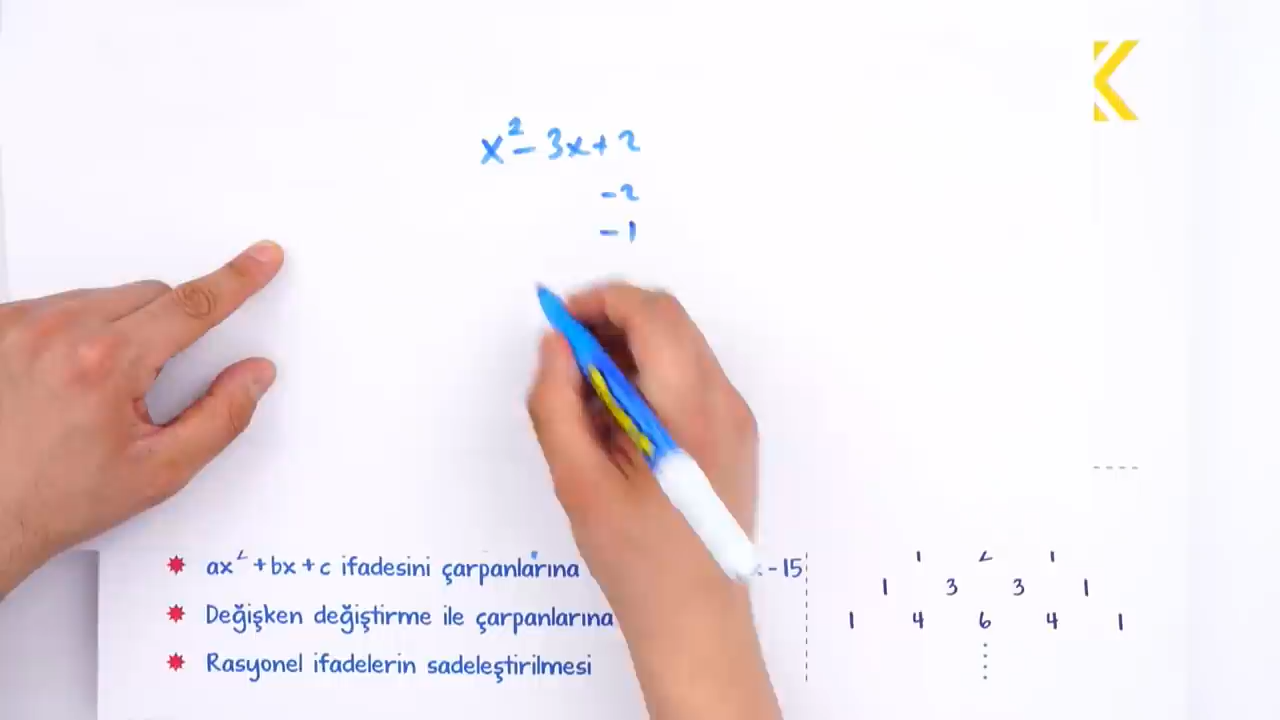 x² - 3x + 2
-2
-1
ax² + bx + c ifadesini çarpanlarına
x - 15
Değişken değiştirme ile çarpanlarına
Rasyonel ifadelerin sadeleştirilmesi
1 2 1
1 3 3 1
1 4 6 4 1
K